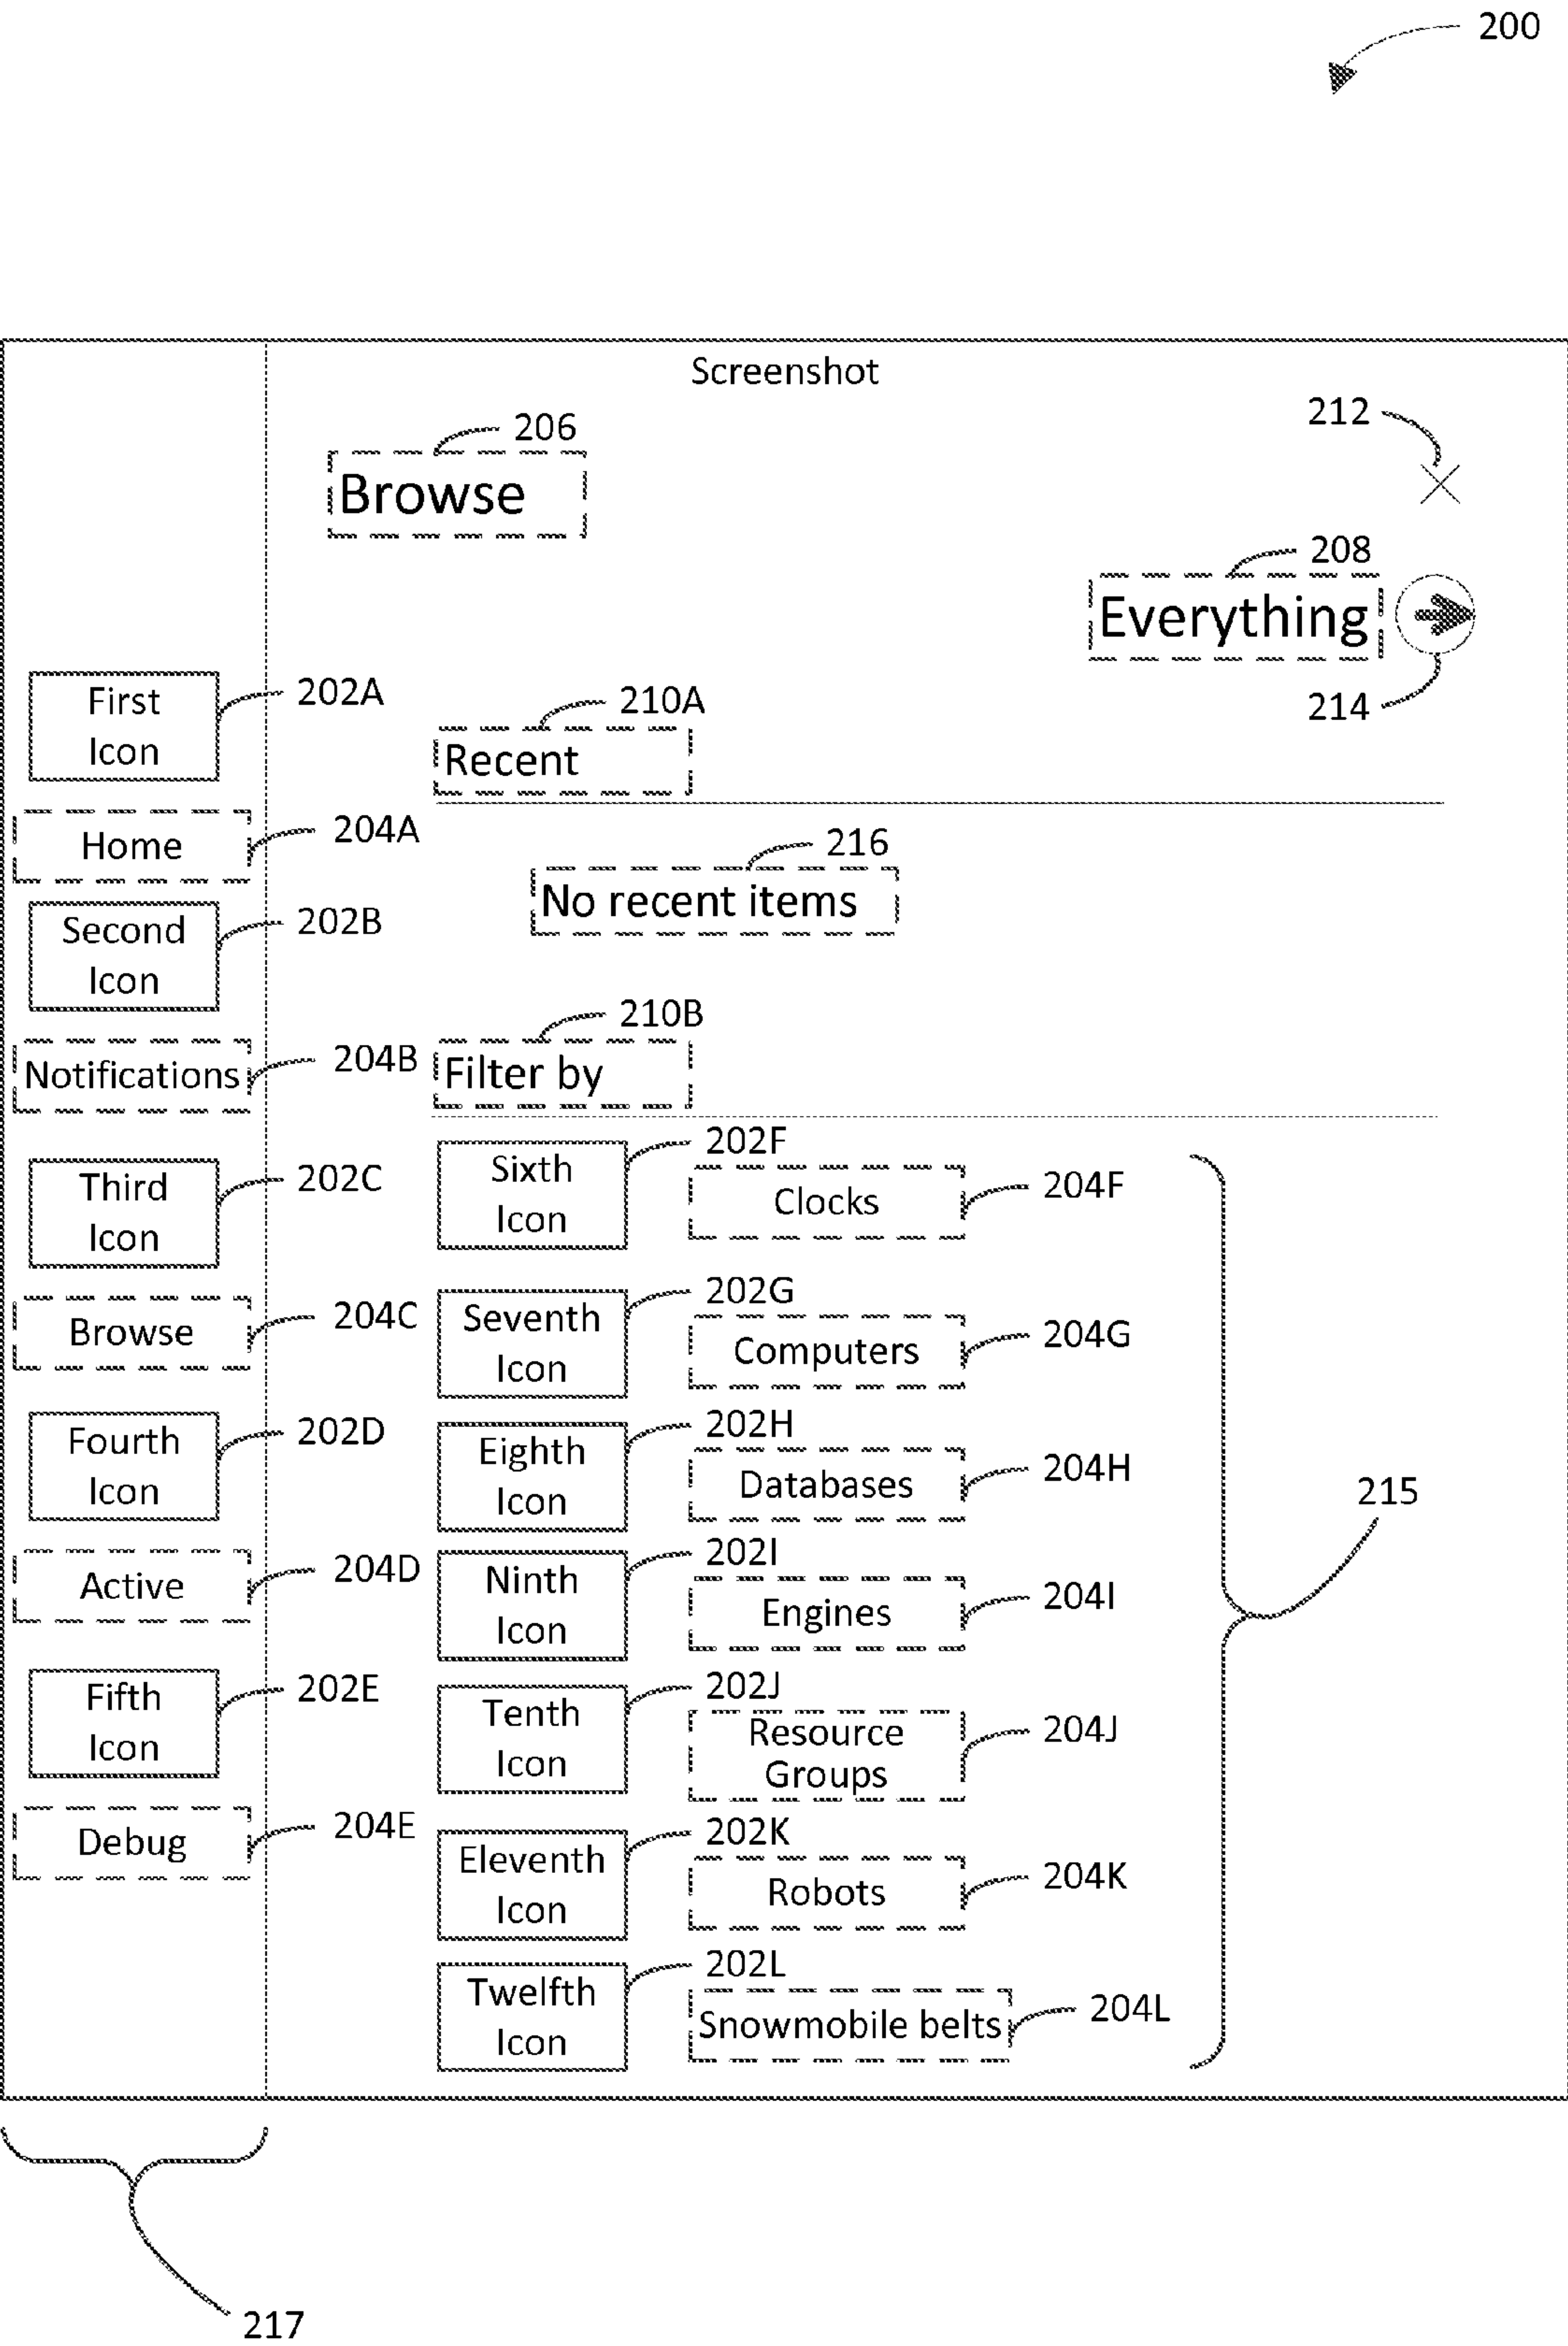 200
Screenshot
206
212
Browse
208
Everything
214
First
Icon
202A
210A
Recent
Home
204A
216
No recent items
Second
Icon
202B
210B
Notifications
204B
Filter by
Third
Icon
202C
Sixth
Icon
202F
Clocks
204F
Browse
204C
Seventh
Icon
202G
Computers
204G
Fourth
Icon
202D
Eighth
Icon
202H
Databases
204H
215
Active
204D
Ninth
Icon
202I
Engines
204I
Fifth
Icon
202E
Tenth
Icon
202J
Resource
Groups
204J
Debug
204E
Eleventh
Icon
202K
Robots
204K
Twelfth
Icon
202L
Snowmobile belts
204L
217